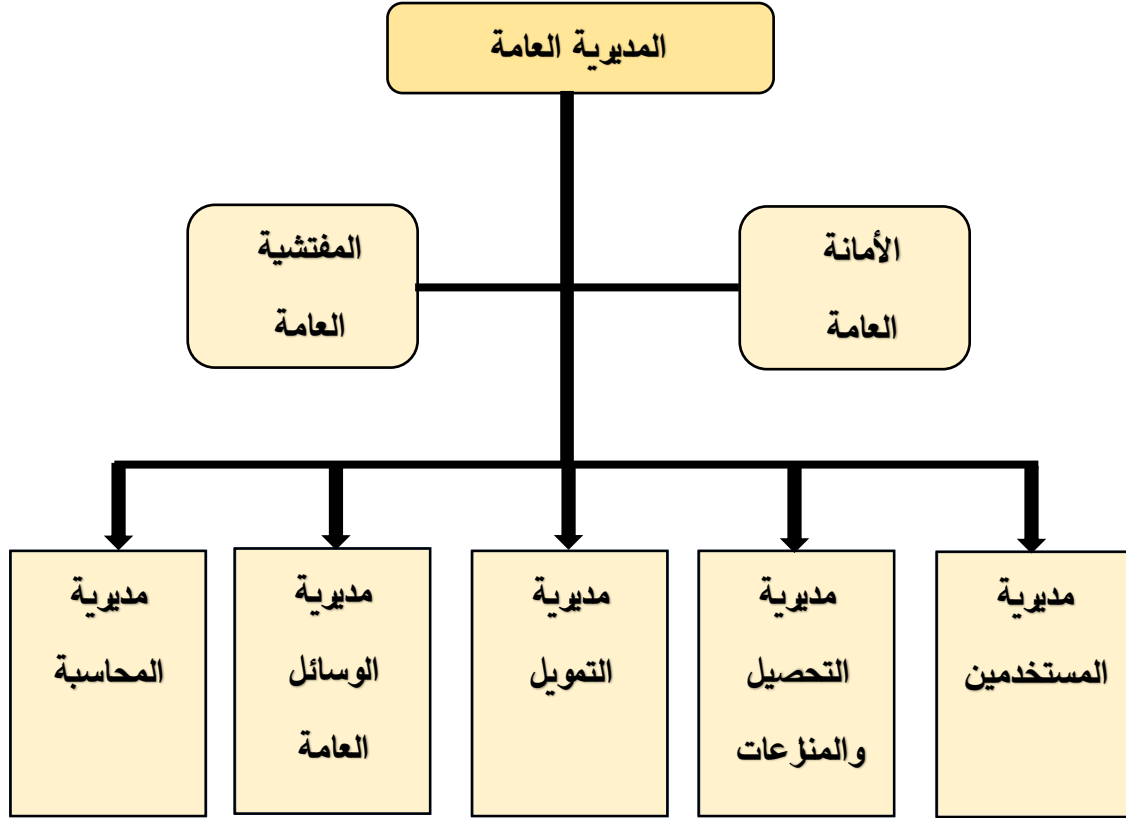 المديرية العامة
الأمانة
العامة
المفتشية
العامة
مديرية
المستخدمين
مديرية
التحصيل
والمنازعات
مديرية
التمويل
مديرية
الوسائل
العامة
مديرية
المحاسبة